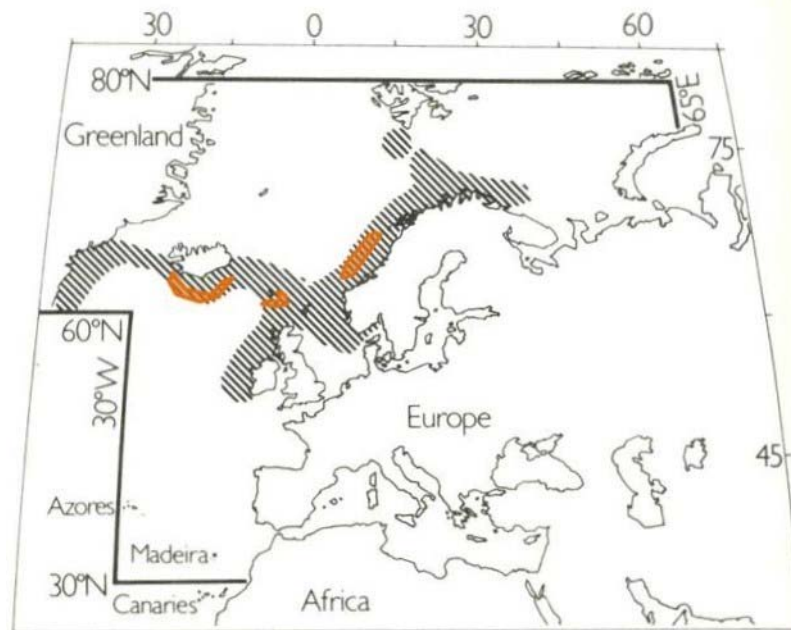 30 0 30 60
80°N
65°E
Greenland
75
60°N
30°W
Europe
45
Azores
Madeira
30°N
Canaries
Africa